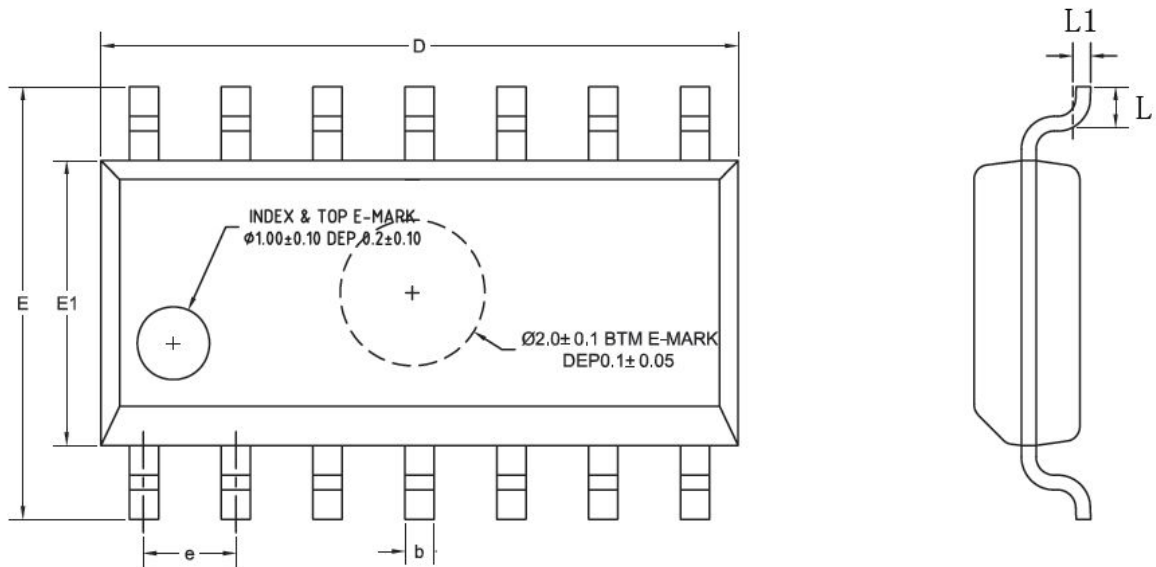 D
L1
L
INDEX & TOP E-MARK
Φ1.00±0.10 DEP 0.2±0.10
E
E1
Ø2.0±0.1 BTM E-MARK
DEP0.1±0.05
e
b